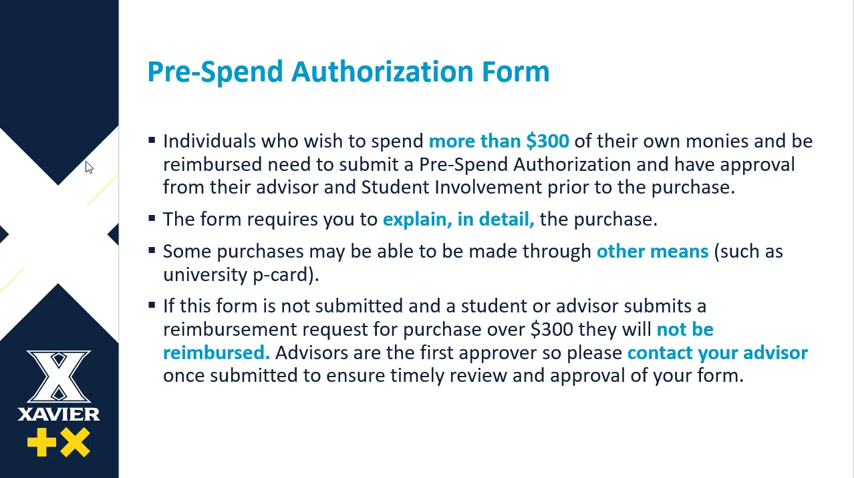 Pre-Spend Authorization Form
▪ Individuals who wish to spend more than $300 of their own monies and be
reimbursed need to submit a Pre-Spend Authorization and have approval
from their advisor and Student Involvement prior to the purchase.
▪ The form requires you to explain, in detail, the purchase.
▪ Some purchases may be able to be made through other means (such as
university p-card).
▪ If this form is not submitted and a student or advisor submits a
reimbursement request for purchase over $300 they will not be
reimbursed. Advisors are the first approver so please contact your advisor
once submitted to ensure timely review and approval of your form.
X
XAVIER